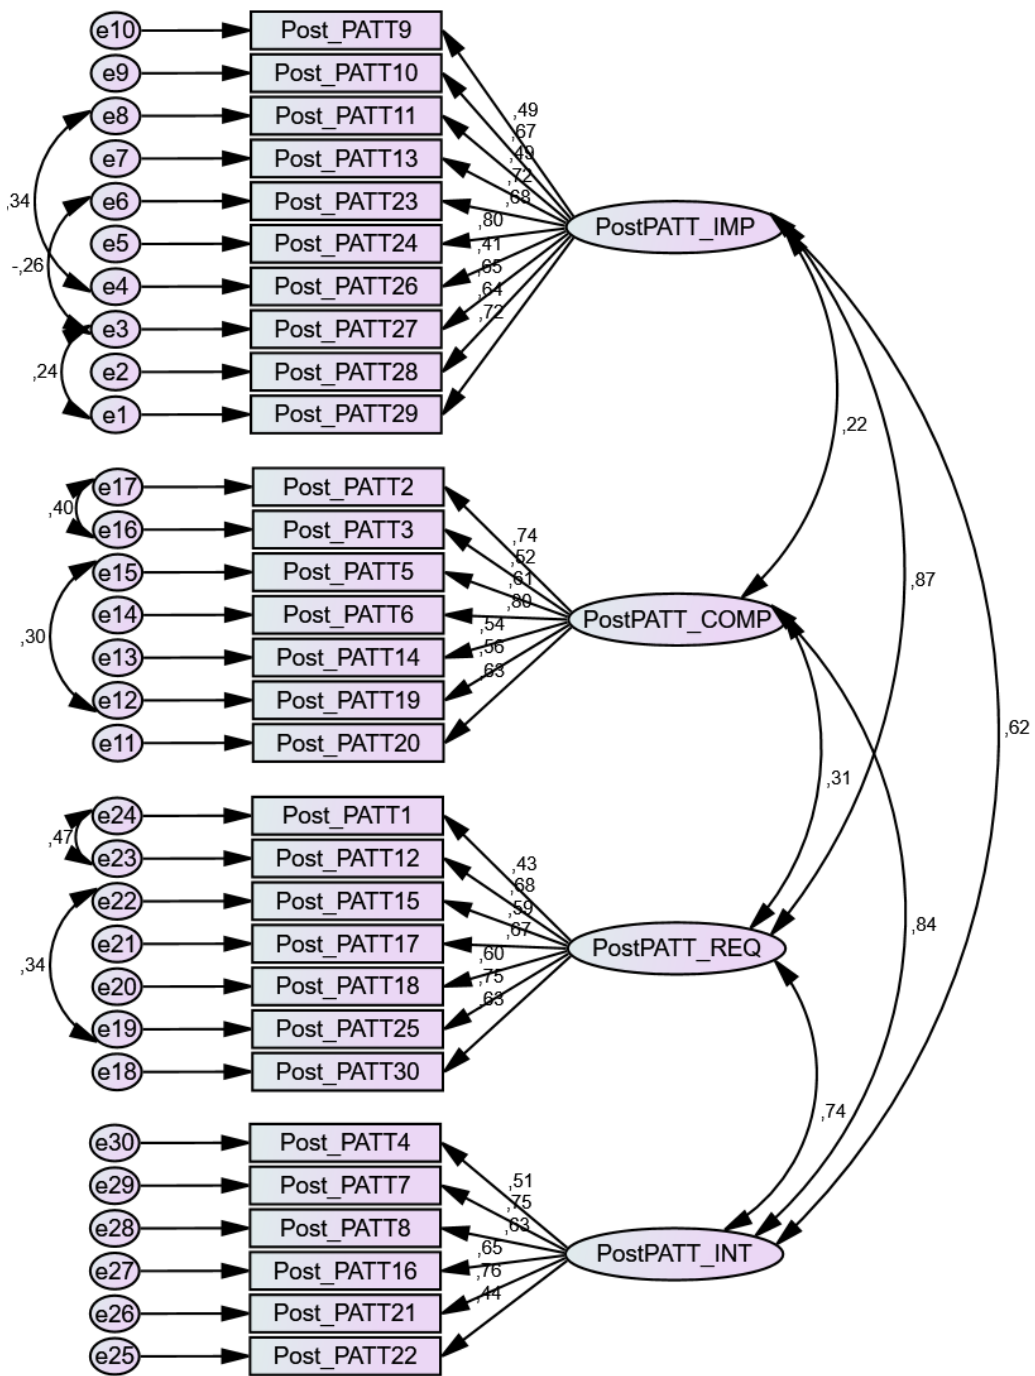 e10 Post_PATT9
e9 Post_PATT10
e8 Post_PATT11
e7 Post_PATT13
e6 Post_PATT23
e5 Post_PATT24
e4 Post_PATT26
e3 Post_PATT27
e2 Post_PATT28
e1 Post_PATT29
,34
-,26
,24
,49
,67
,49
,72
,68
,80
,41
,65
,64
,72
PostPATT_IMP
,22
,87
,62
e17 Post_PATT2
e16 Post_PATT3
e15 Post_PATT5
e14 Post_PATT6
e13 Post_PATT14
e12 Post_PATT19
e11 Post_PATT20
,40
,30
,74
,52
,61
,80
,54
,56
,63
PostPATT_COMP
,31
,84
e24 Post_PATT1
e23 Post_PATT12
e22 Post_PATT15
e21 Post_PATT17
e20 Post_PATT18
e19 Post_PATT25
e18 Post_PATT30
,47
,34
,43
,68
,59
,67
,60
,75
,63
PostPATT_REQ
,74
e30 Post_PATT4
e29 Post_PATT7
e28 Post_PATT8
e27 Post_PATT16
e26 Post_PATT21
e25 Post_PATT22
,51
,75
,63
,65
,76
,44
PostPATT_INT